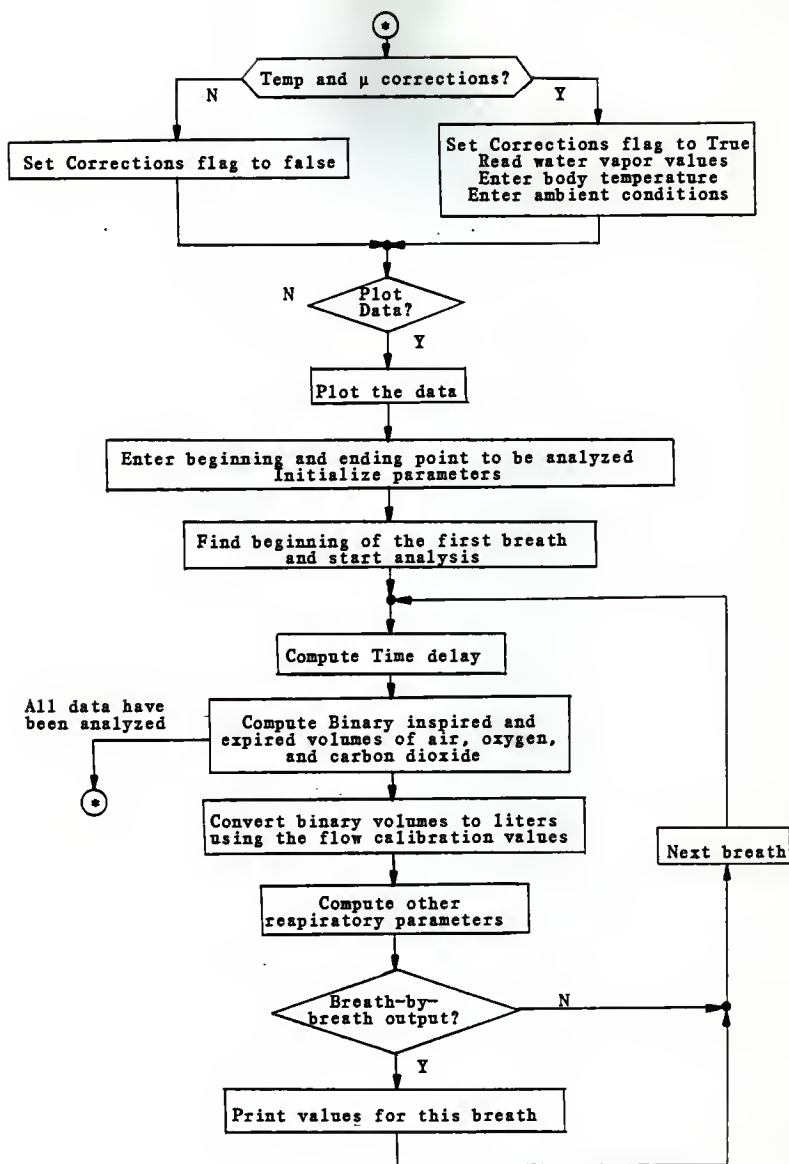 *
Temp and μ corrections?
N
Y
Set Corrections flag to false
Set Corrections flag to True
Read water vapor values
Enter body temperature
Enter ambient conditions
N
Plot
Data?
Y
Plot the data
Enter beginning and ending point to be analyzed
Initialize parameters
Find beginning of the first breath
and start analysis
Compute Time delay
All data have
been analyzed
*
Compute Binary inspired and
expired volumes of air, oxygen,
and carbon dioxide
Convert binary volumes to liters
using the flow calibration values
Next breath
Compute other
respiratory parameters
Breath-by-
breath output?
N
Y
Print values for this breath